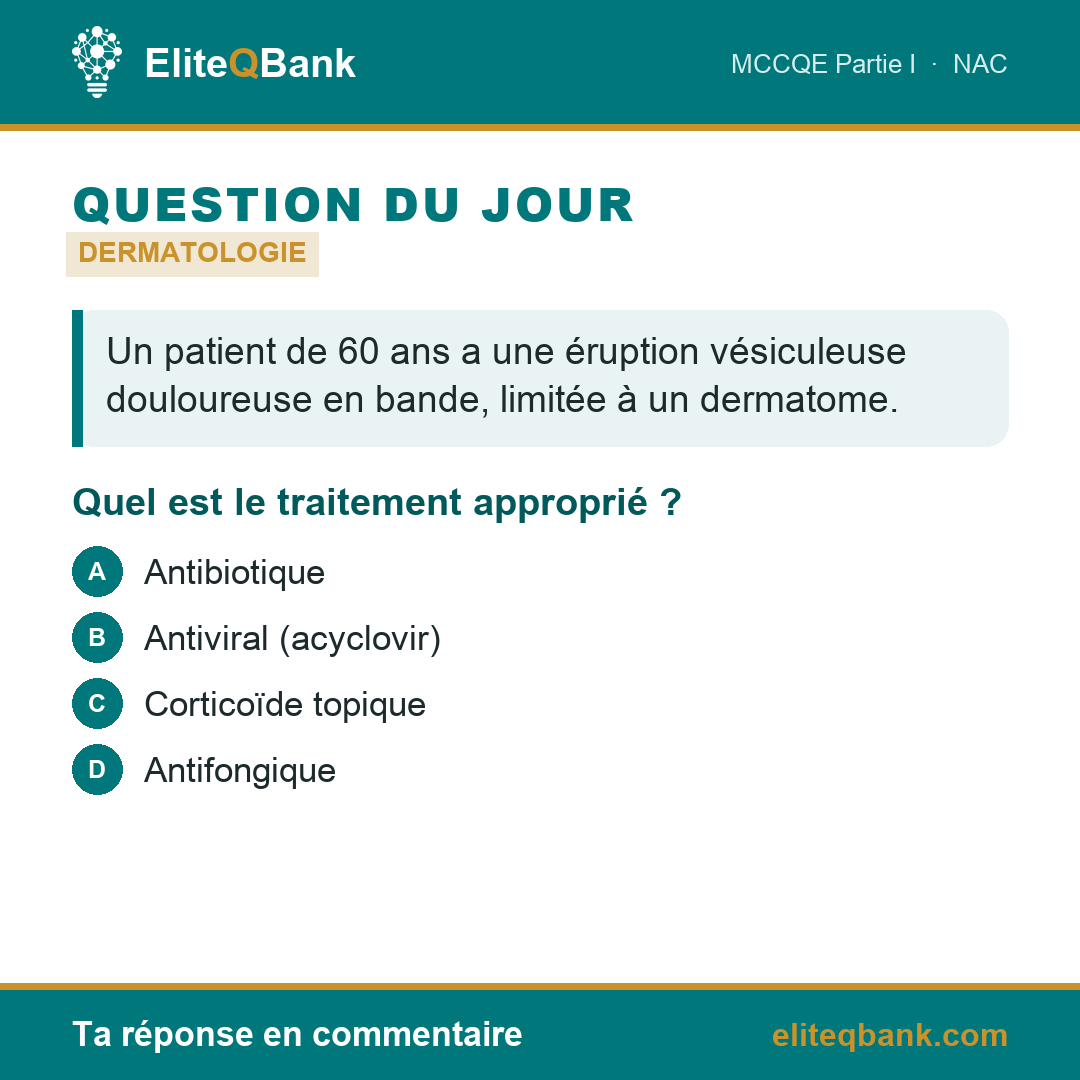 EliteQBank
MCCQE Partie I · NAC
QUESTION DU JOUR
DERMATOLOGIE
Un patient de 60 ans a une éruption vésiculeuse
douloureuse en bande, limitée à un dermatome.
Quel est le traitement approprié ?
A Antibiotique
B Antiviral (acyclovir)
C Corticoïde topique
D Antifongique
Ta réponse en commentaire
eliteqbank.com